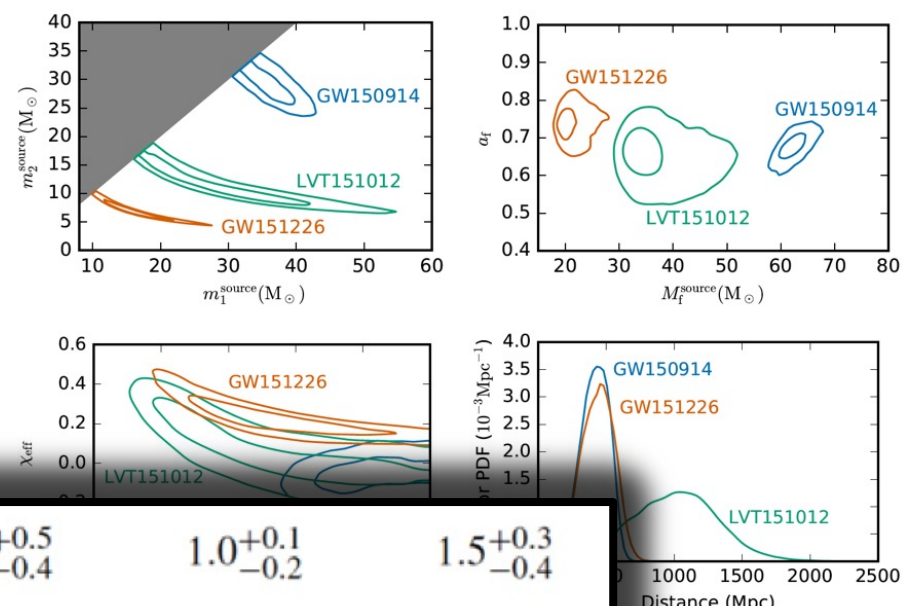 40
35
30
25
20
15
10
5
0
m₂^source (M⊙)
GW150914
LVT151012
GW151226
10 20 30 40 50 60
m₁^source (M⊙)
1.0
0.9
0.8
0.7
0.6
0.5
0.4
a_f
GW151226
GW150914
LVT151012
20 30 40 50 60 70 80
M_f^source (M⊙)
0.6
0.4
0.2
0.0
χ_eff
GW151226
LVT151012
4.0
3.5
3.0
2.5
2.0
1.5
PDF (10⁻³Mpc⁻¹)
GW150914
GW151226
LVT151012
1000 1500 2000 2500
Distance (Mpc)
+0.5
−0.4
1.0 +0.1 −0.2
1.5 +0.3 −0.4